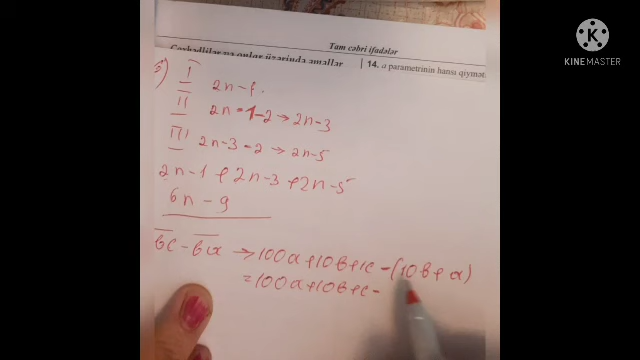 Tam cəbri ifadələr
Çoxhədlilər və onlar üzərində əməllər
14. a parametrinin hansı qiymət
KINEMASTER
5) I 2n-1.
II 2n-1-2→2n-3
III 2n-3-2→2n-5
2n-1+2n-3+2n-5
6n-9
bc-ba→100a+10b+c-(10b+a)
=100a+10b+c-